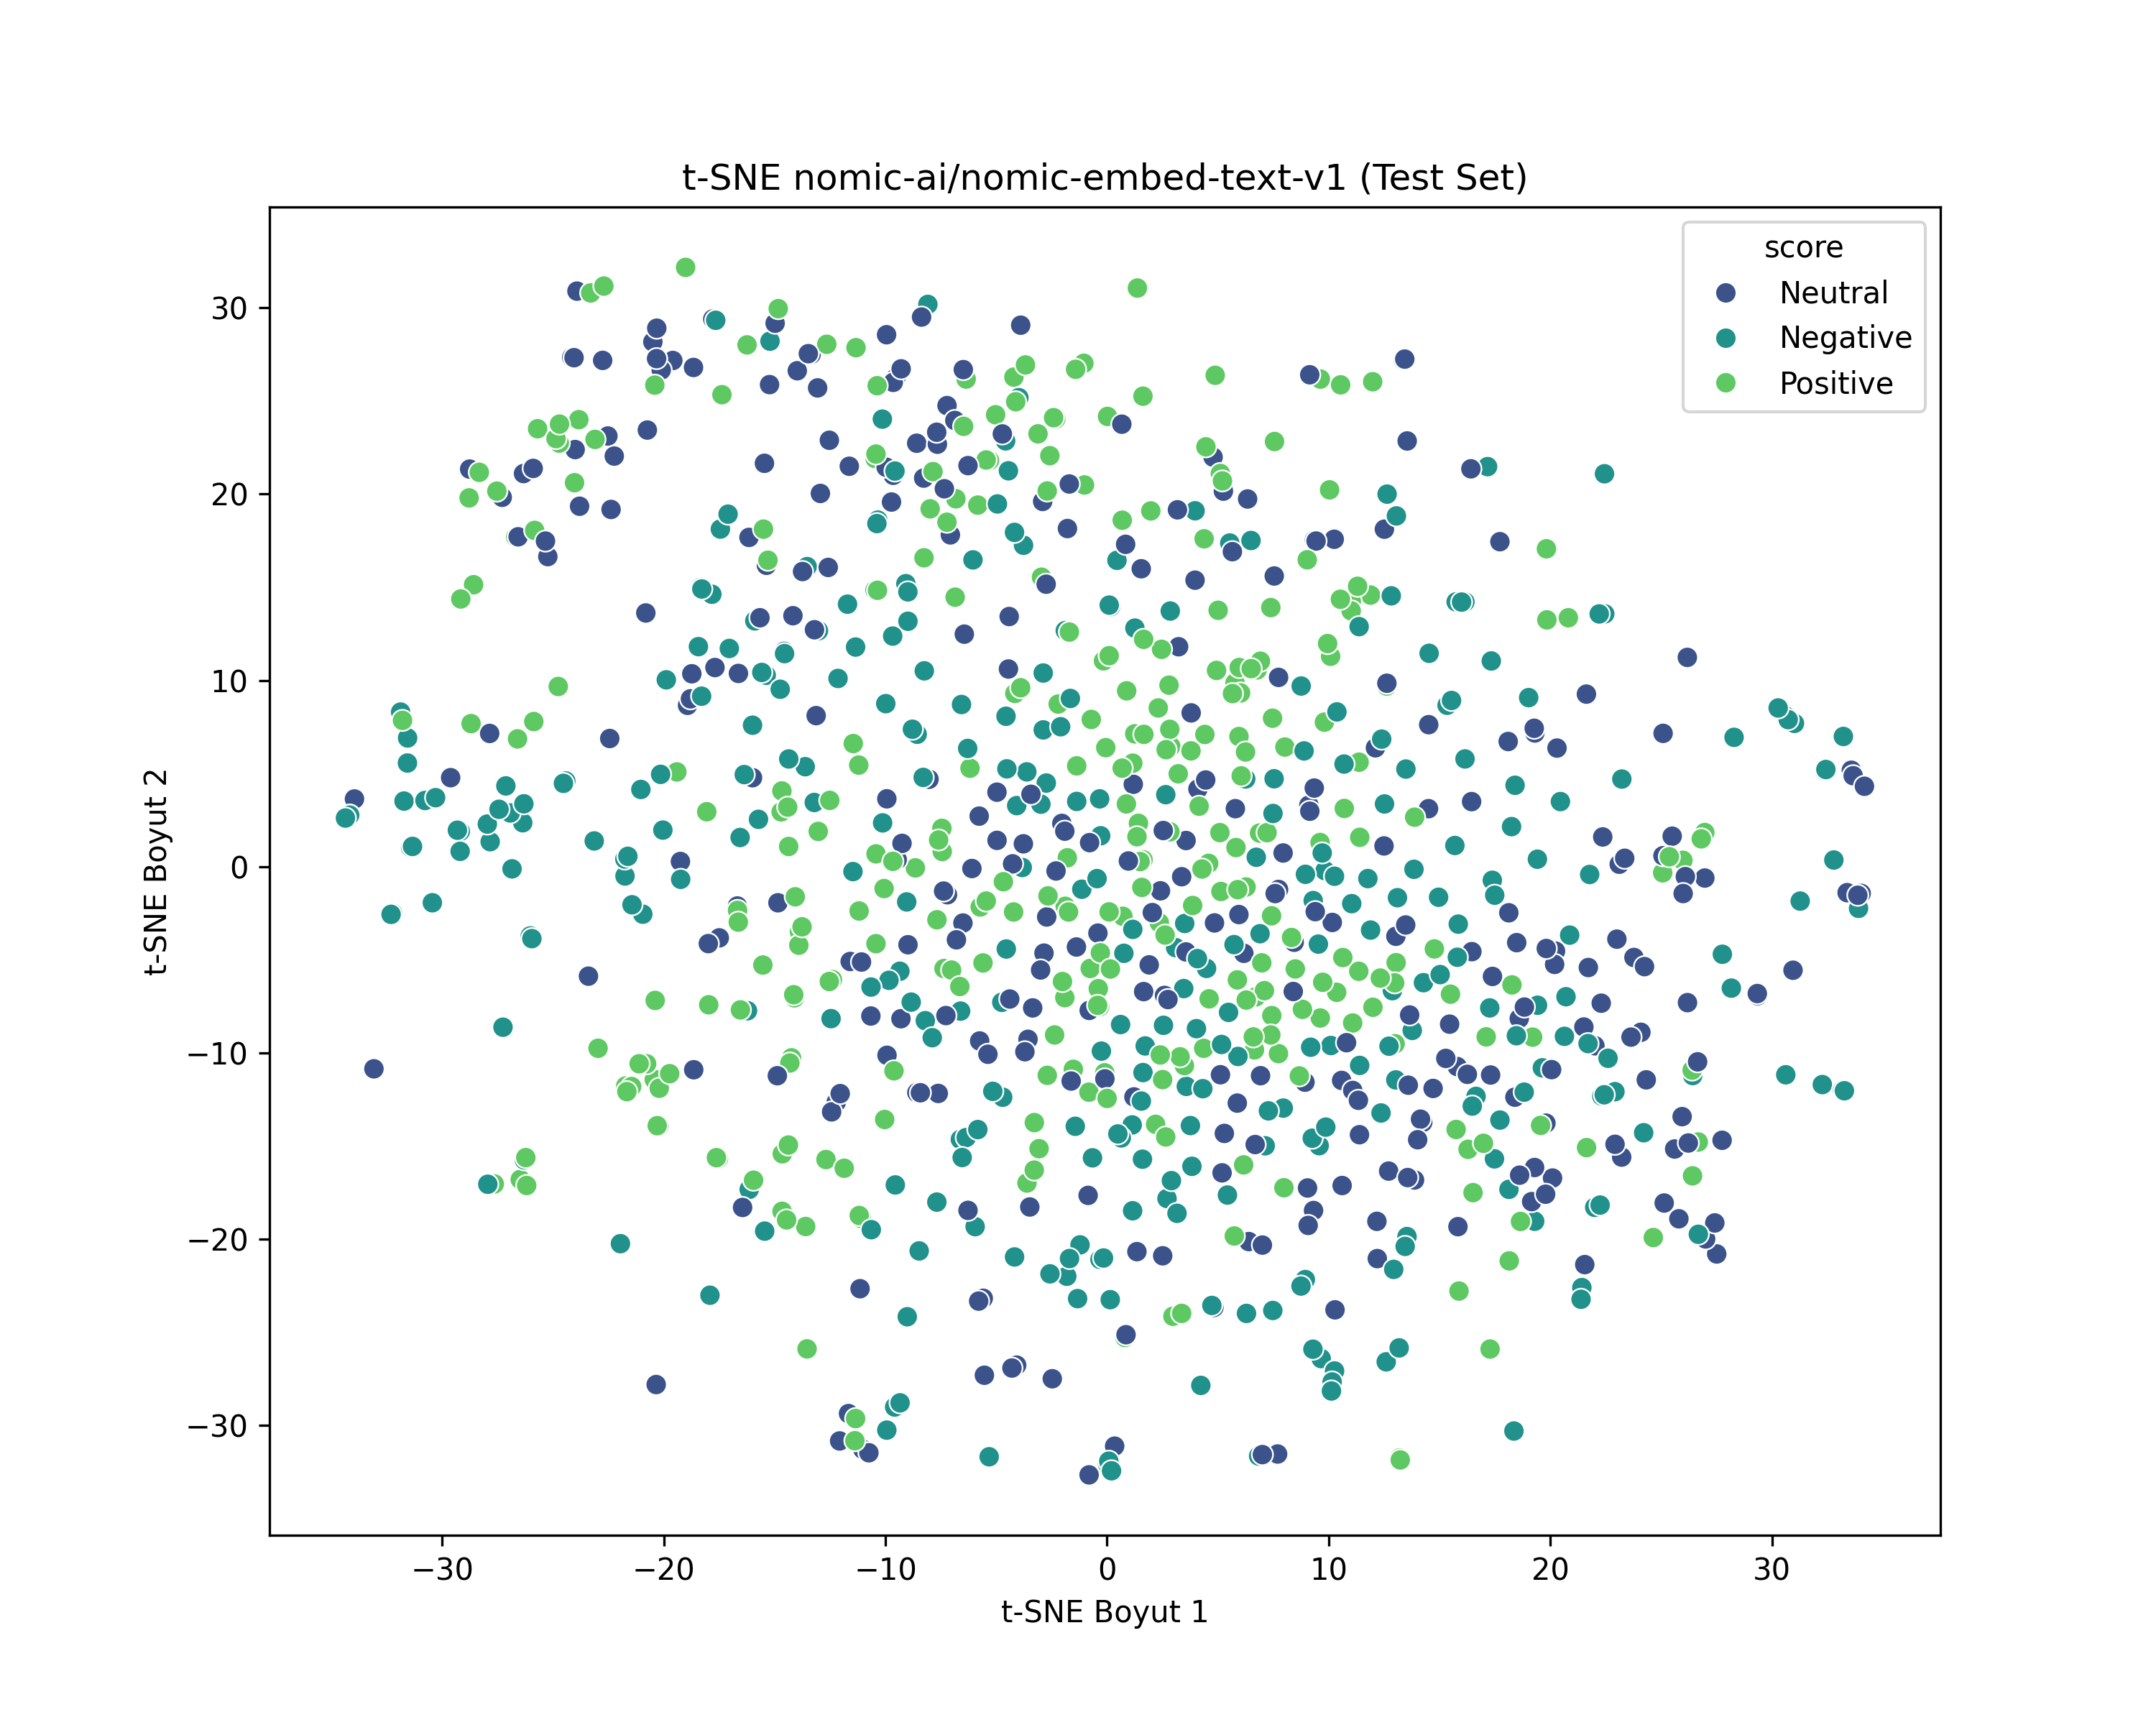 t-SNE nomic-ai/nomic-embed-text-v1 (Test Set)
score
Neutral
Negative
Positive
30
20
10
0
−10
−20
−30
t-SNE Boyut 2
−30
−20
−10
0
10
20
30
t-SNE Boyut 1